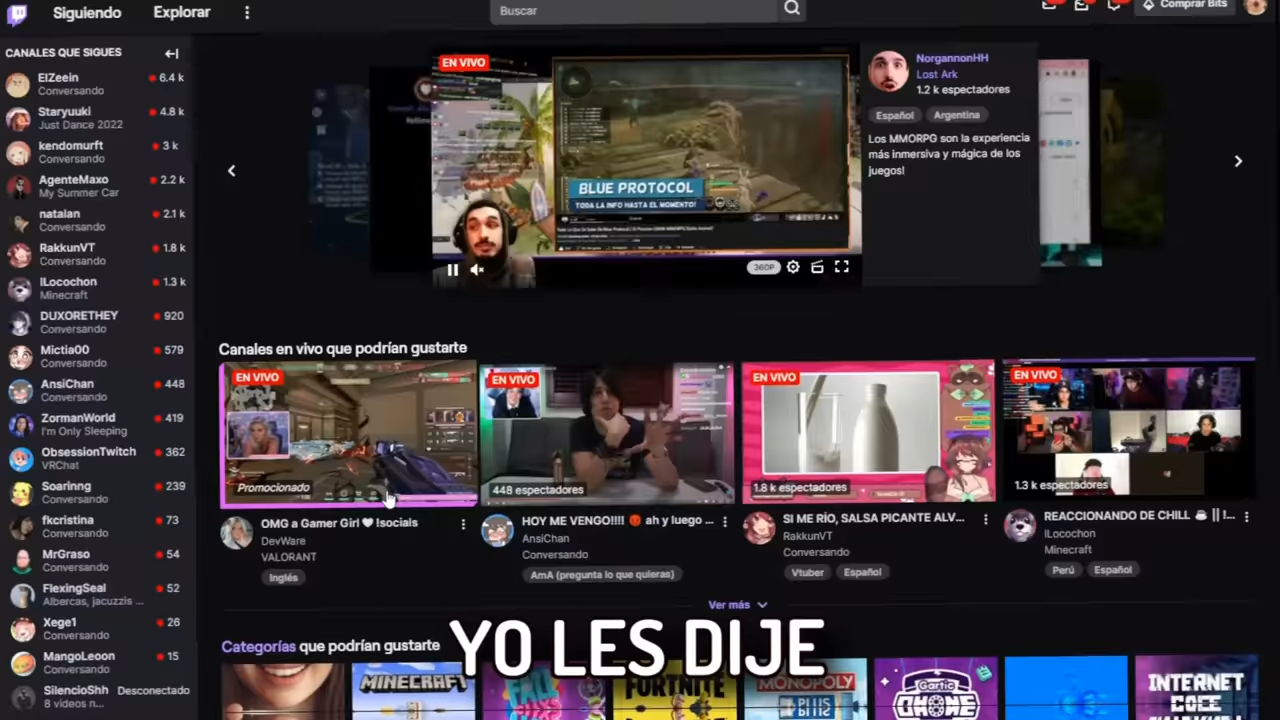 Siguiendo
Explorar
Buscar
Comprar Bits
CANALES QUE SIGUES
ElZeein
6.4 k
Conversando
Staryuuki
4.8 k
Just Dance 2022
kendomurft
3 k
Conversando
AgenteMaxo
2.2 k
My Summer Car
natalan
2.1 k
Conversando
RakkunVT
1.8 k
Conversando
ILocochon
1.3 k
Minecraft
DUXORETHEY
920
Conversando
Mictia00
579
Conversando
AnsiChan
448
Conversando
ZormanWorld
419
I'm Only Sleeping
ObsessionTwitch
362
VRChat
Soarinng
239
Conversando
fkcristina
73
Conversando
MrGraso
54
Conversando
FlexingSeal
52
Albercas, jacuzzis ...
Xege1
26
Conversando
MangoLeoon
15
Conversando
SilencioShh
Desconectado
8 videos n...
EN VIVO
BLUE PROTOCOL
TODA LA INFO HASTA EL MOMENTO!
360P
NorgannonHH
Lost Ark
1.2 k espectadores
Español
Argentina
Los MMORPG son la experiencia
más inmersiva y mágica de los
juegos!
Canales en vivo que podrían gustarte
EN VIVO
Promocionado
OMG a Gamer Girl 🤍 !socials
DevWare
VALORANT
Inglés
EN VIVO
448 espectadores
HOY ME VENGO!!!! 😡 ah y luego ...
AnsiChan
Conversando
AmA (pregunta lo que quieras)
EN VIVO
1.8 k espectadores
SI ME RÍO, SALSA PICANTE ALV...
RakkunVT
Conversando
Vtuber
Español
EN VIVO
1.3 k espectadores
REACCIONANDO DE CHILL ☕ || !...
ILocochon
Minecraft
Perú
Español
Ver más
Categorías que podrían gustarte
YO LES DIJE
MINECRAFT
FALL
FORTNITE
MONOPOLY
PLUS
Gartic
PHONE
INTERNET
CAFE